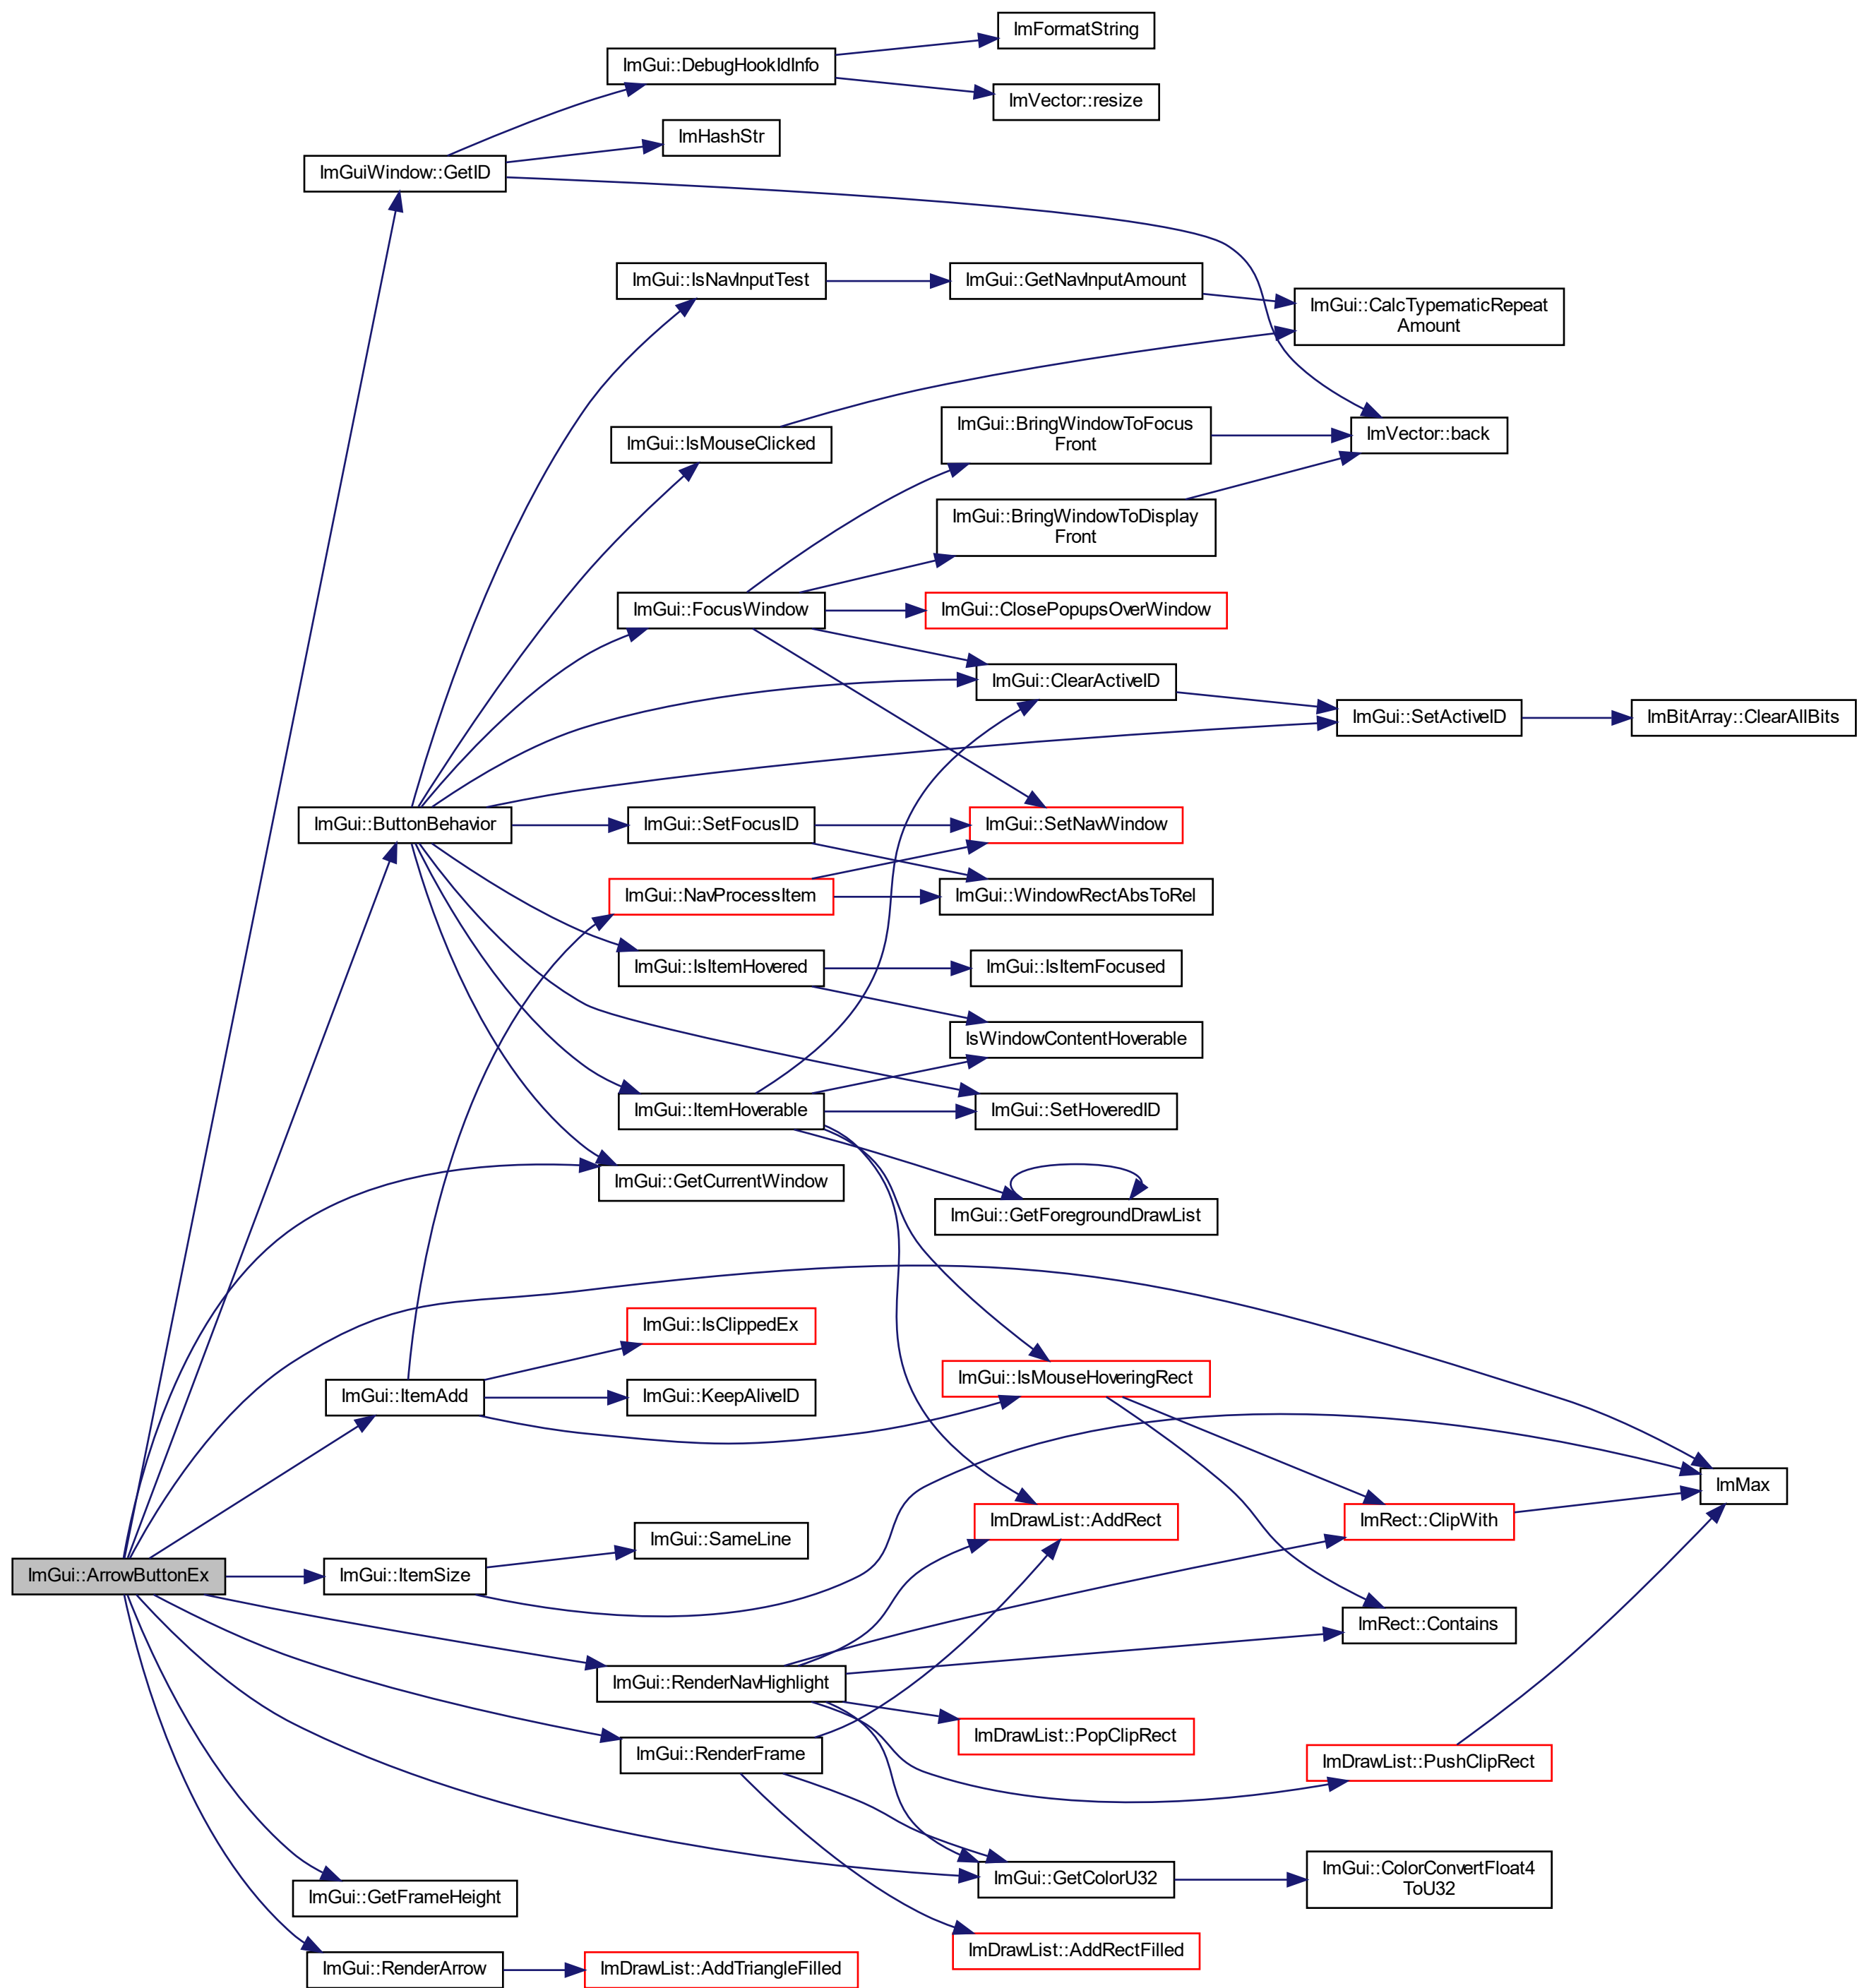 ImFormatString
ImGui::DebugHookIdInfo
ImVector::resize
ImHashStr
ImGuiWindow::GetID
ImGui::IsNavInputTest
ImGui::GetNavInputAmount
ImGui::CalcTypematicRepeat
Amount
ImGui::BringWindowToFocus
Front
ImGui::IsMouseClicked
ImVector::back
ImGui::BringWindowToDisplay
Front
ImGui::FocusWindow
ImGui::ClosePopupsOverWindow
ImGui::ClearActiveID
ImGui::SetActiveID
ImBitArray::ClearAllBits
ImGui::ButtonBehavior
ImGui::SetFocusID
ImGui::SetNavWindow
ImGui::NavProcessItem
ImGui::WindowRectAbsToRel
ImGui::IsItemHovered
ImGui::IsItemFocused
IsWindowContentHoverable
ImGui::ItemHoverable
ImGui::SetHoveredID
ImGui::GetCurrentWindow
ImGui::GetForegroundDrawList
ImGui::IsClippedEx
ImGui::IsMouseHoveringRect
ImGui::ItemAdd
ImGui::KeepAliveID
ImMax
ImDrawList::AddRect
ImRect::ClipWith
ImGui::SameLine
ImGui::ArrowButtonEx
ImGui::ItemSize
ImRect::Contains
ImGui::RenderNavHighlight
ImDrawList::PopClipRect
ImGui::RenderFrame
ImDrawList::PushClipRect
ImGui::GetColorU32
ImGui::ColorConvertFloat4
ToU32
ImGui::GetFrameHeight
ImDrawList::AddRectFilled
ImGui::RenderArrow
ImDrawList::AddTriangleFilled